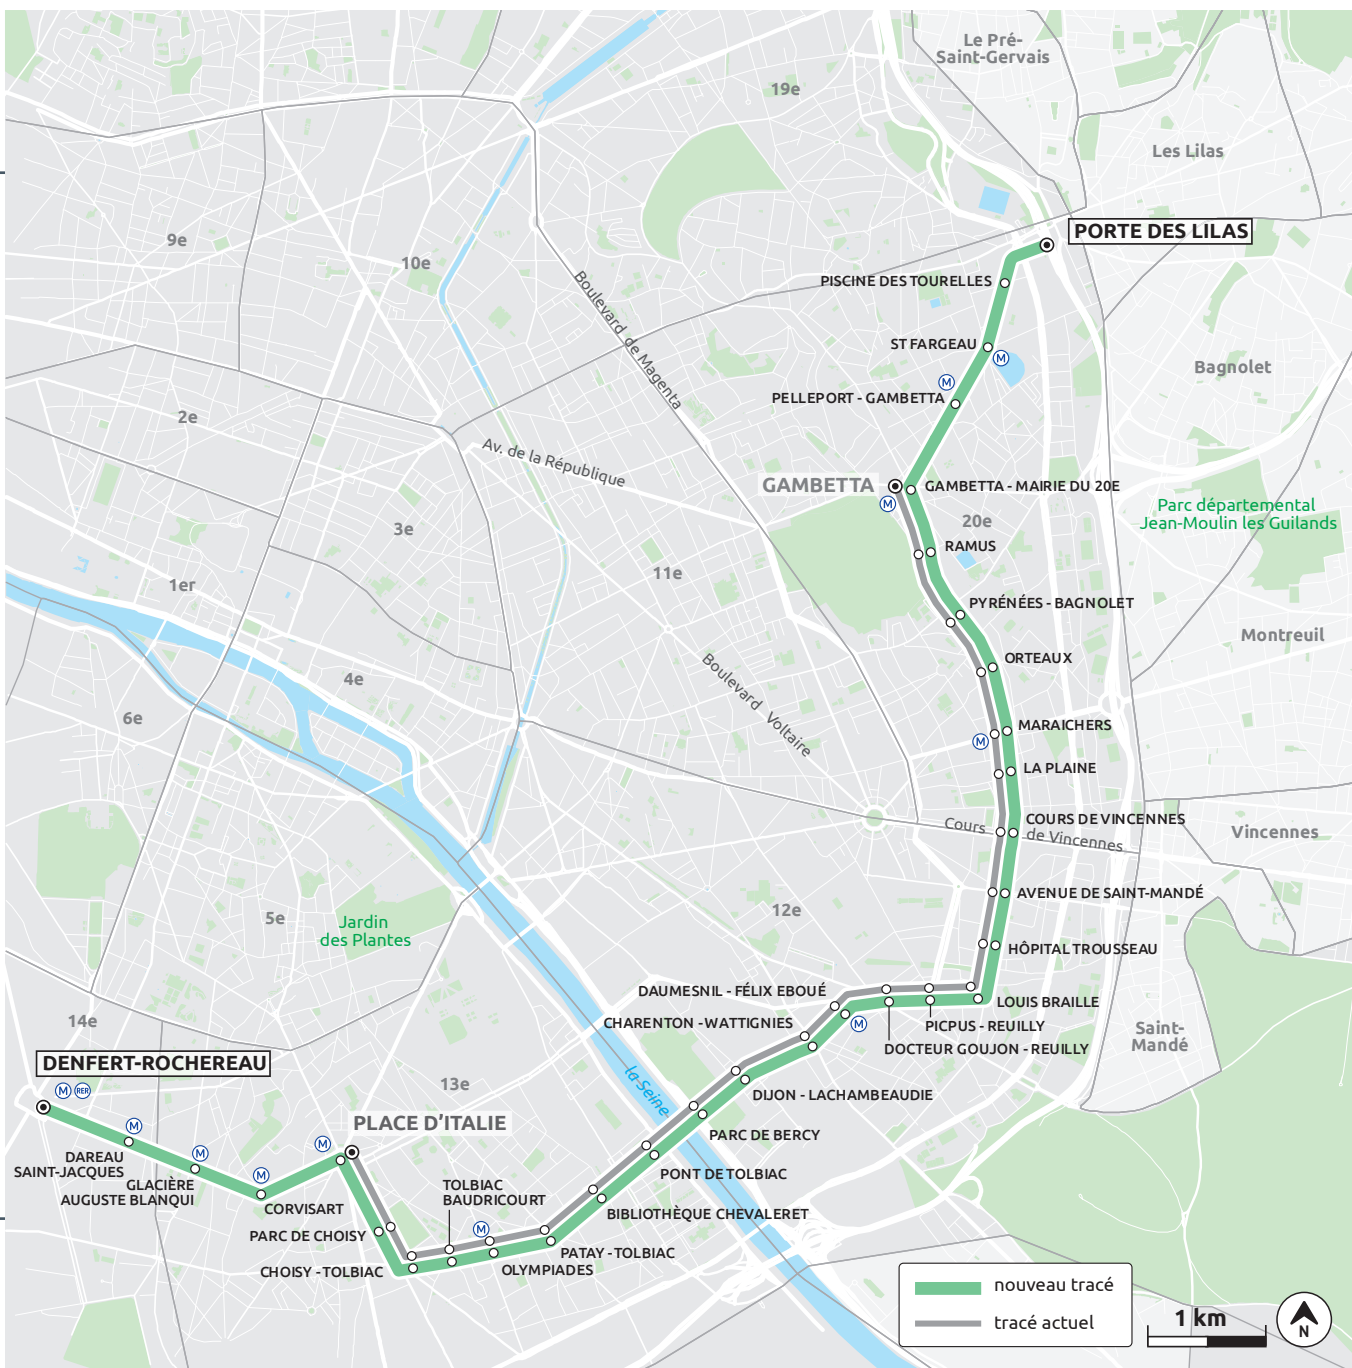 Le Pré-
Saint-Gervais
19e
Les Lilas
PORTE DES LILAS
9e
10e
PISCINE DES TOURELLES
Boulevard de Magenta
ST FARGEAU
M
Bagnolet
M
PELLEPORT - GAMBETTA
2e
Av. de la République
GAMBETTA
GAMBETTA - MAIRIE DU 20E
M
Parc départemental
Jean-Moulin les Guilands
20e
3e
RAMUS
11e
1er
PYRÉNÉES - BAGNOLET
Montreuil
ORTEAUX
Boulevard Voltaire
4e
6e
MARAICHERS
M
LA PLAINE
COURS DE VINCENNES
Cours de Vincennes
Vincennes
AVENUE DE SAINT-MANDÉ
12e
5e
Jardin
des Plantes
HÔPITAL TROUSSEAU
DAUMESNIL - FÉLIX EBOUÉ
LOUIS BRAILLE
14e
CHARENTON - WATTIGNIES
M
PICPUS - REUILLY
Saint-
Mandé
DOCTEUR GOUJON - REUILLY
DENFERT-ROCHEREAU
M RER
13e
la Seine
DIJON - LACHAMBEAUDIE
PLACE D'ITALIE
M
M
PARC DE BERCY
DAREAU
SAINT-JACQUES
M
M
PONT DE TOLBIAC
GLACIÈRE
AUGUSTE BLANQUI
TOLBIAC
BAUDRICOURT
CORVISART
BIBLIOTHÈQUE CHEVALERET
M
PARC DE CHOISY
PATAY - TOLBIAC
CHOISY - TOLBIAC
OLYMPIADES
nouveau tracé
tracé actuel
1 km
N